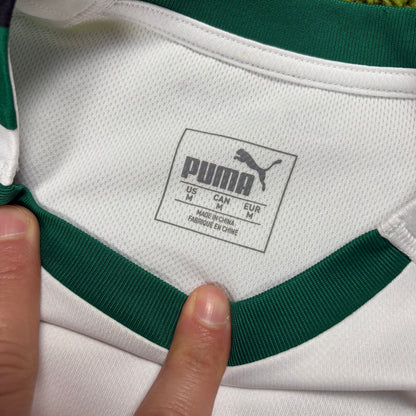 PUMA
US CAN EUR
M M M
MADE IN CHINA
FABRIQUÉ EN CHINE